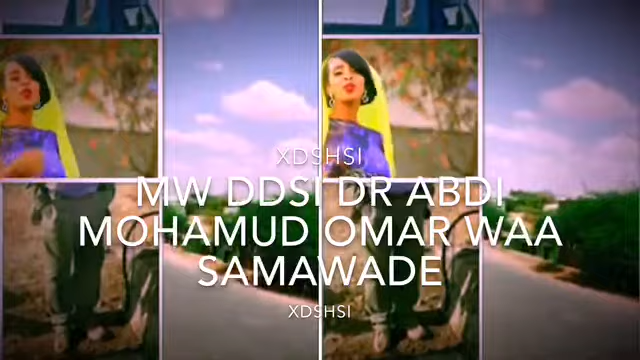 XDSHSI
MW DDSI DR ABDI
MOHAMUD OMAR WAA
SAMAWADE
XDSHSI